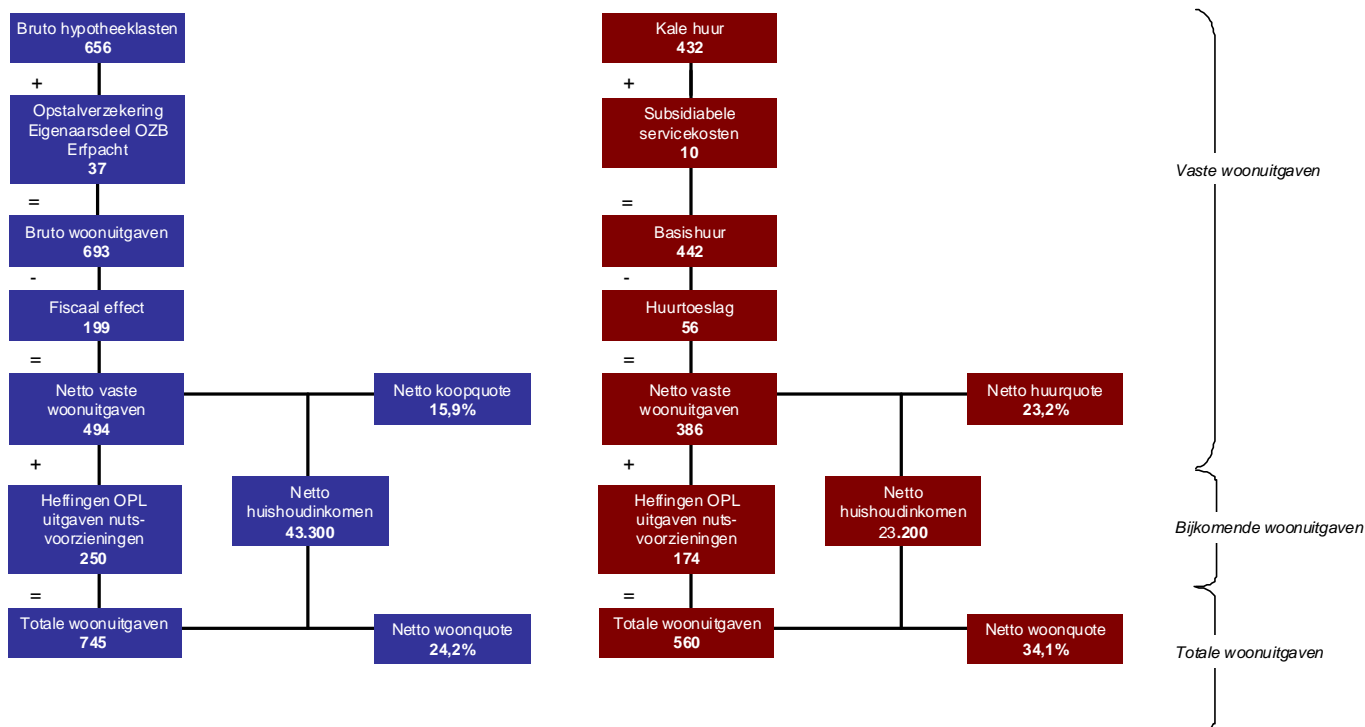 Bruto hypotheeklasten
656
+
Opstalverzekering
Eigenaarsdeel OZB
Erfpacht
37
=
Bruto woonuitgaven
693
-
Fiscaal effect
199
=
Netto vaste
woonuitgaven
494
Netto koopquote
15,9%
+
Heffingen OPL
uitgaven nuts-
voorzieningen
250
Netto
huishoudinkomen
43.300
=
Totale woonuitgaven
745
Netto woonquote
24,2%
Kale huur
432
+
Subsidiabele
servicekosten
10
=
Basishuur
442
-
Huurtoeslag
56
=
Netto vaste
woonuitgaven
386
Netto huurquote
23,2%
+
Heffingen OPL
uitgaven nuts-
voorzieningen
174
Netto
huishoudinkomen
23.200
=
Totale woonuitgaven
560
Netto woonquote
34,1%
Vaste woonuitgaven
Bijkomende woonuitgaven
Totale woonuitgaven